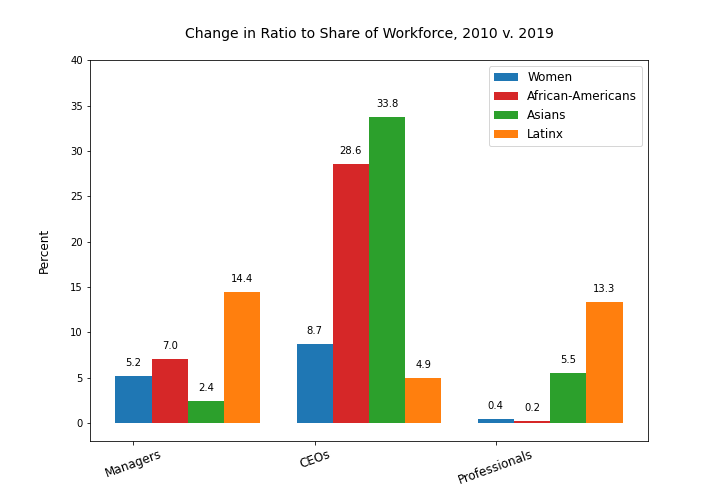 Change in Ratio to Share of Workforce, 2010 v. 2019
Percent
40
35
30
25
20
15
10
5
0
Women
African-Americans
Asians
Latinx
5.2
7.0
2.4
14.4
8.7
28.6
33.8
4.9
0.4
0.2
5.5
13.3
Managers
CEOs
Professionals